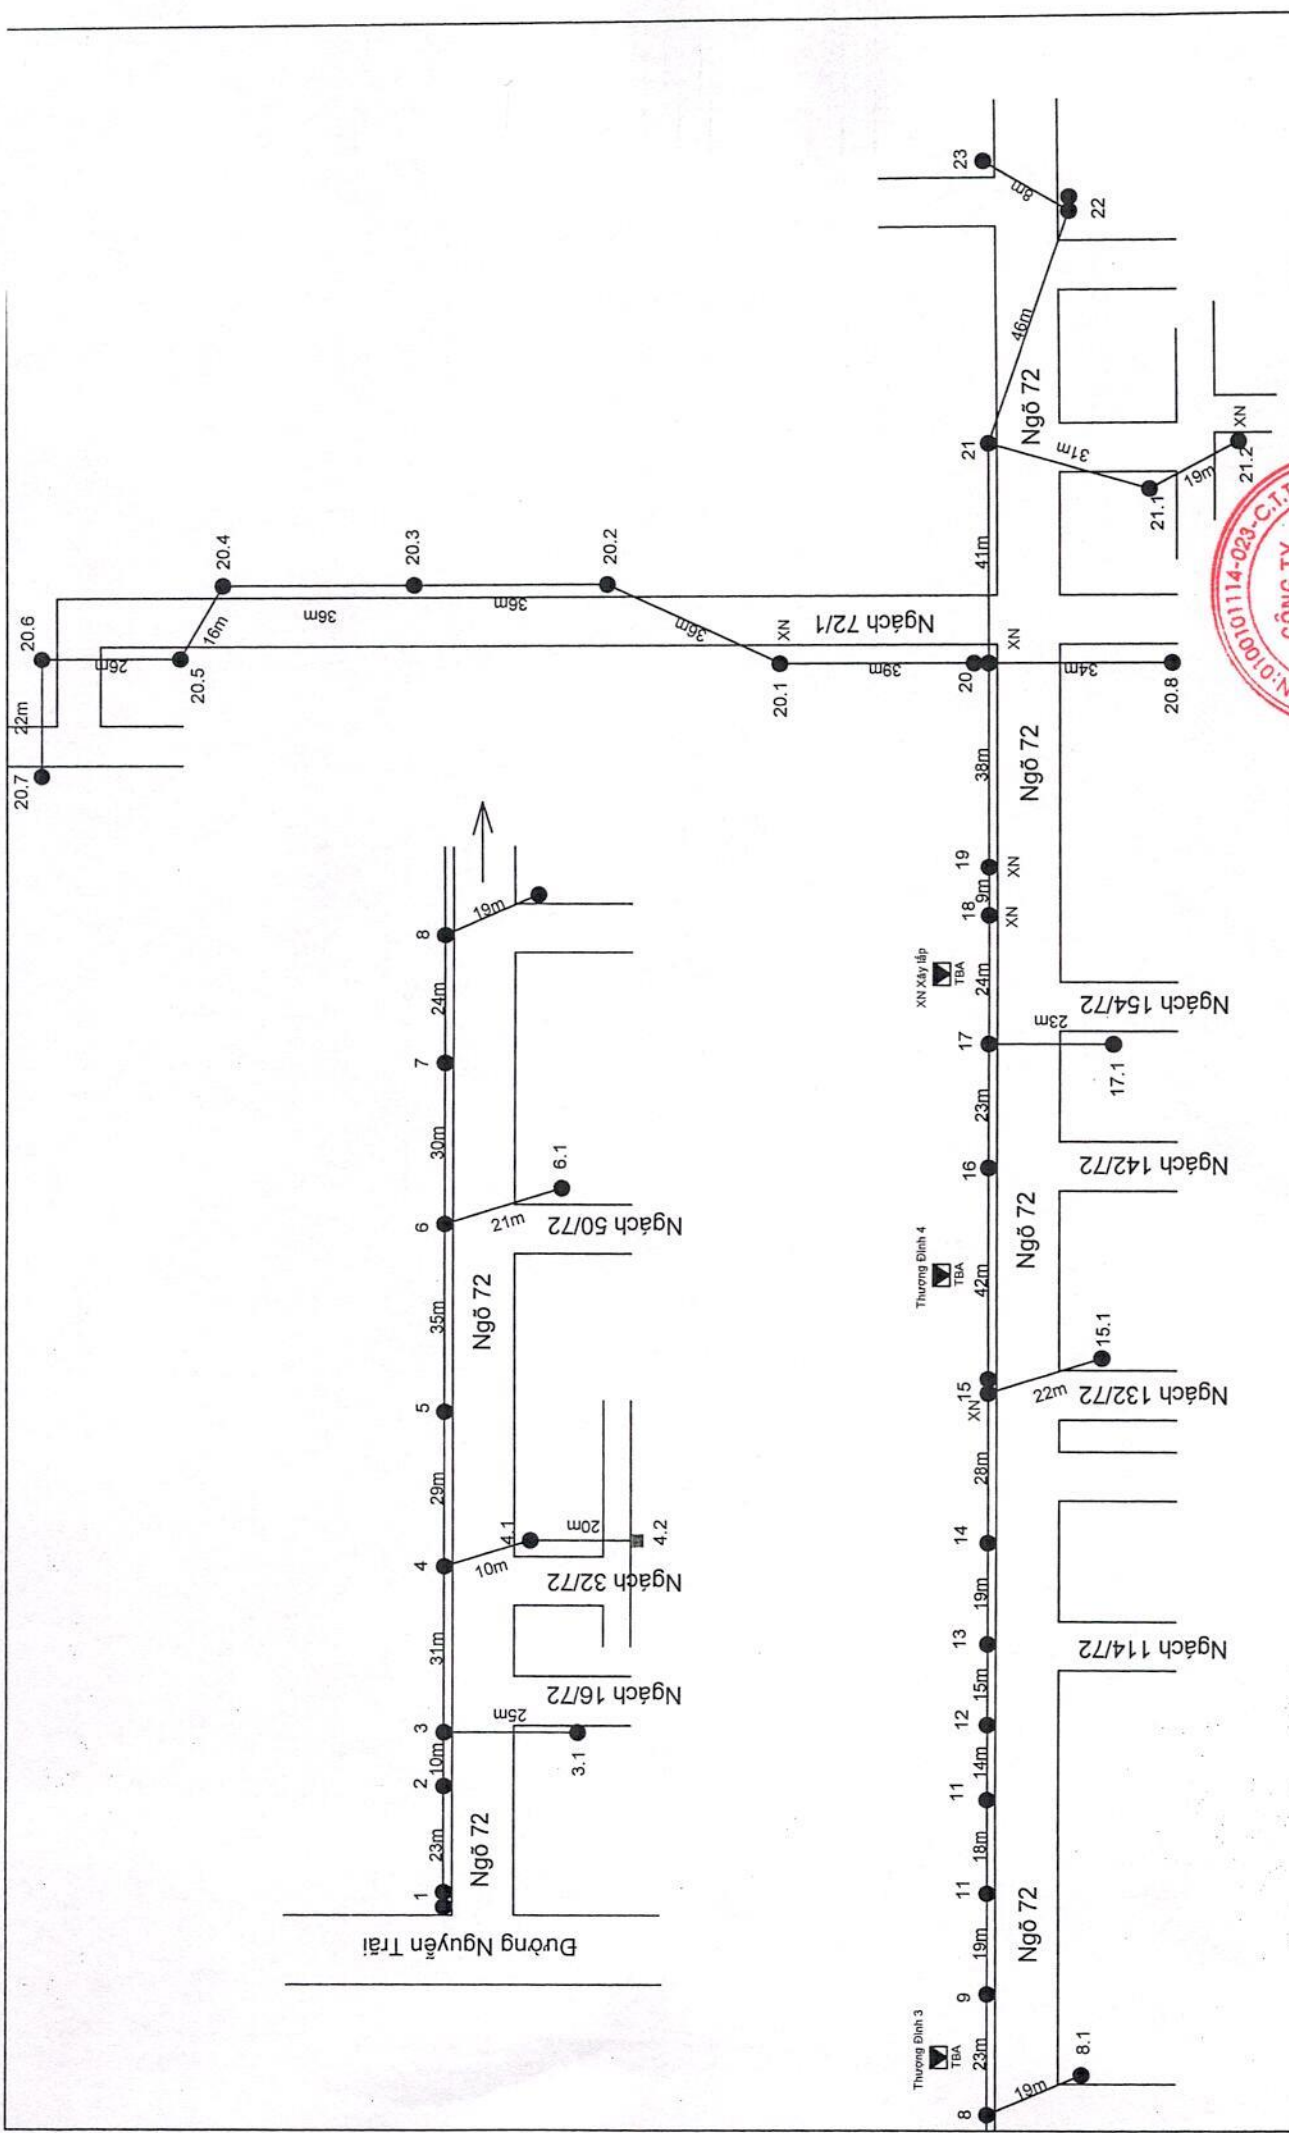 20.7
22m
20.6
26m
20.5
16m
20.4
36m
20.3
36m
20.2
36m
XN
20.1
Ngách 72/1
39m
Đường Nguyễn Trãi
1
23m
2
10m
3
31m
4
29m
5
35m
6
30m
7
24m
8
19m
Ngõ 72
Ngõ 72
25m
3.1
Ngách 16/72
10m
4.1
20m
4.2
Ngách 32/72
21m
6.1
Ngách 50/72
Thượng Đình 3
TBA
Thượng Đình 4
TBA
XN Xây lắp
TBA
8
23m
9
19m
11
18m
11
14m
12
15m
13
19m
14
28m
XN
15
42m
16
23m
17
24m
18
9m
19
38m
20
41m
21
46m
22
8m
23
XN
XN
XN
Ngõ 72
Ngõ 72
Ngõ 72
Ngõ 72
19m
8.1
Ngách 114/72
22m
15.1
Ngách 132/72
Ngách 142/72
23m
17.1
Ngách 154/72
34m
20.8
31m
21.1
19m
21.2
XN
N:0100101114-023-C.T.
CÔNG TY